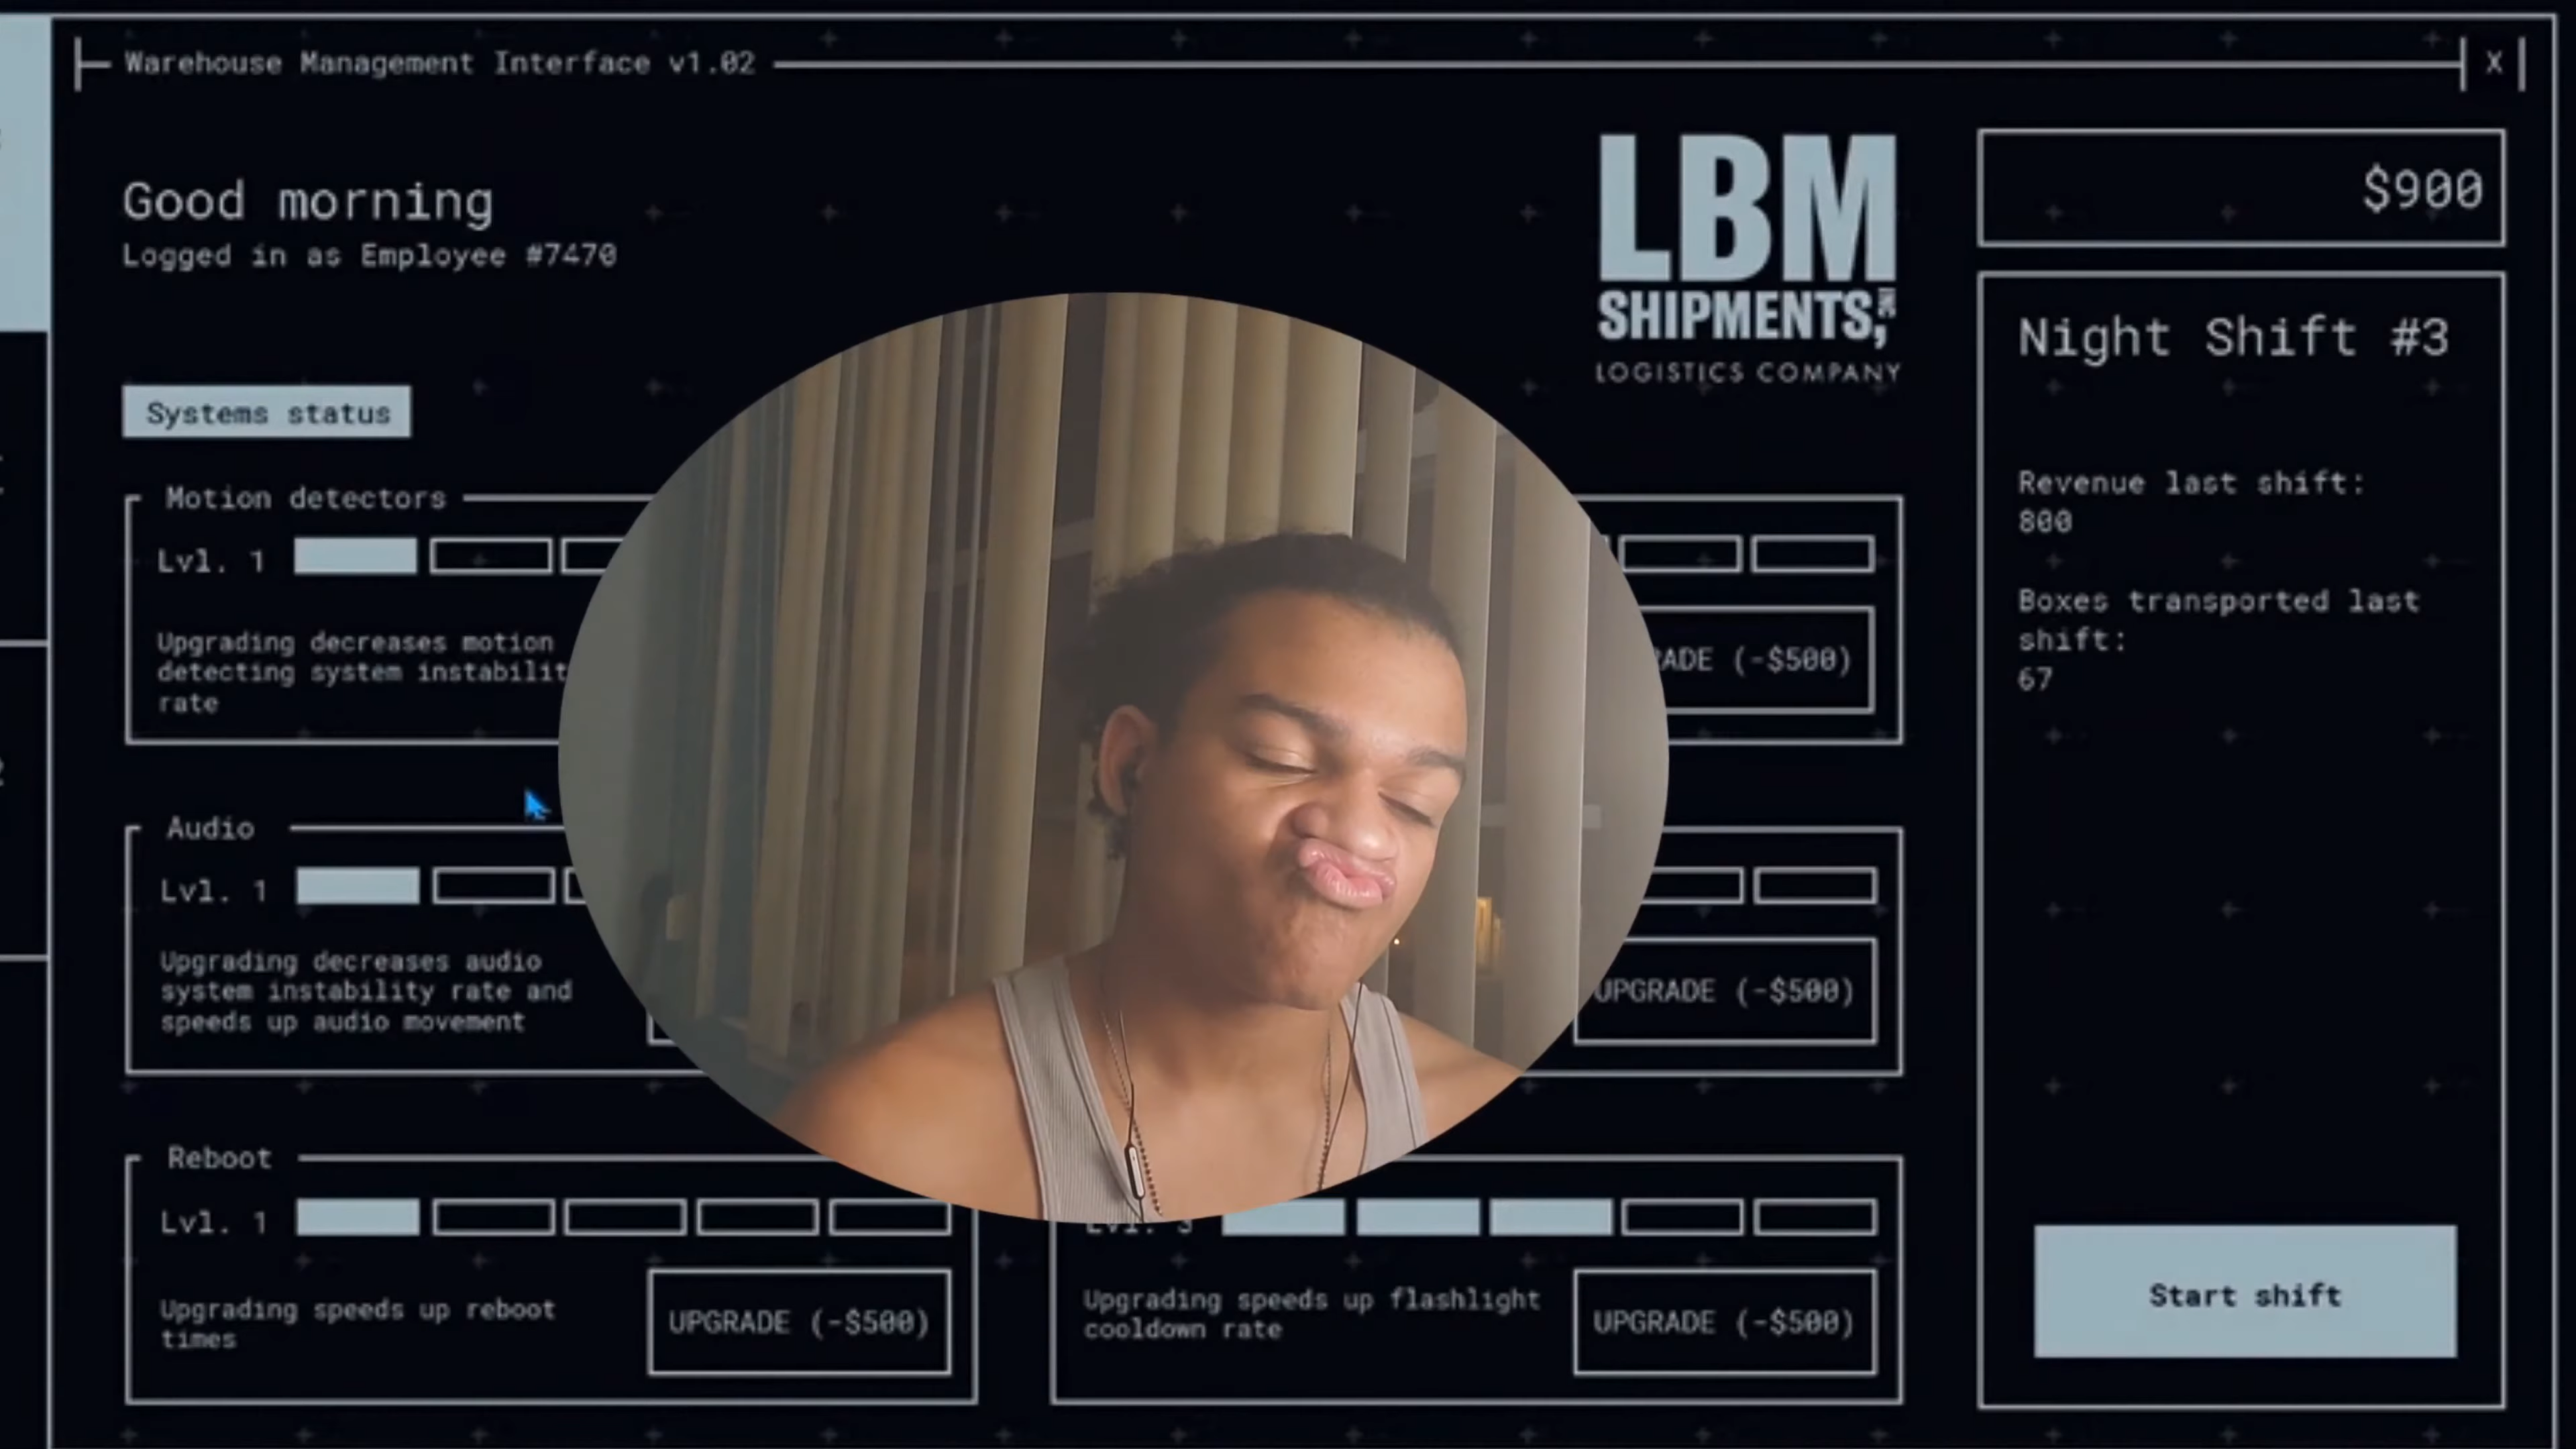 Warehouse Management Interface v1.02
X
Good morning
Logged in as Employee #7470
LBM
SHIPMENTS, INC
LOGISTICS COMPANY
$900
Systems status
Motion detectors
Lvl. 1
Upgrading decreases motion
detecting system instabilit
rate
RADE (-$500)
Audio
Lvl. 1
Upgrading decreases audio
system instability rate and
speeds up audio movement
UPGRADE (-$500)
Reboot
Lvl. 1
Upgrading speeds up reboot
times
UPGRADE (-$500)
Lvl. 3
Upgrading speeds up flashlight
cooldown rate
UPGRADE (-$500)
Night Shift #3
Revenue last shift:
800
Boxes transported last
shift:
67
Start shift